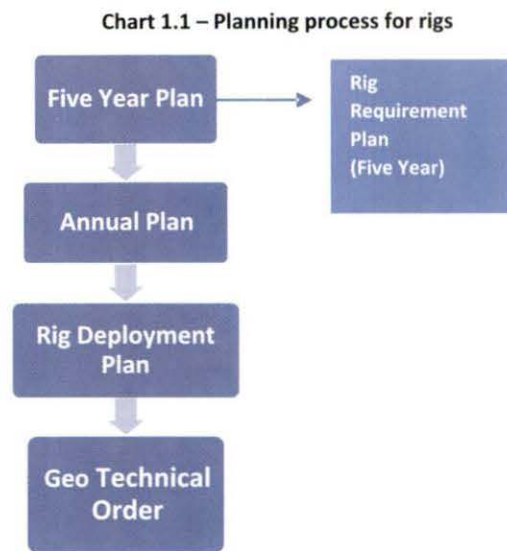 Chart 1.1 – Planning process for rigs
Five Year Plan
Rig
Requirement
Plan
(Five Year)
Annual Plan
Rig Deployment
Plan
Geo Technical
Order